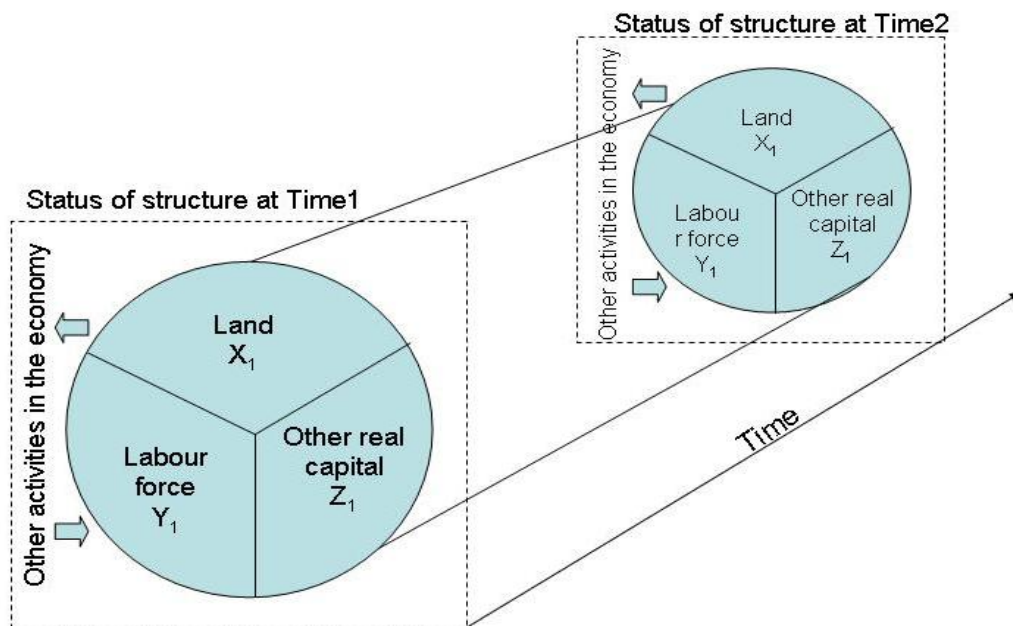 Status of structure at Time2
Other activities in the economy
Land
X₁
Labou
r force
Y₁
Other real
capital
Z₁
Status of structure at Time1
Other activities in the economy
Land
X₁
Labour
force
Y₁
Other real
capital
Z₁
Time